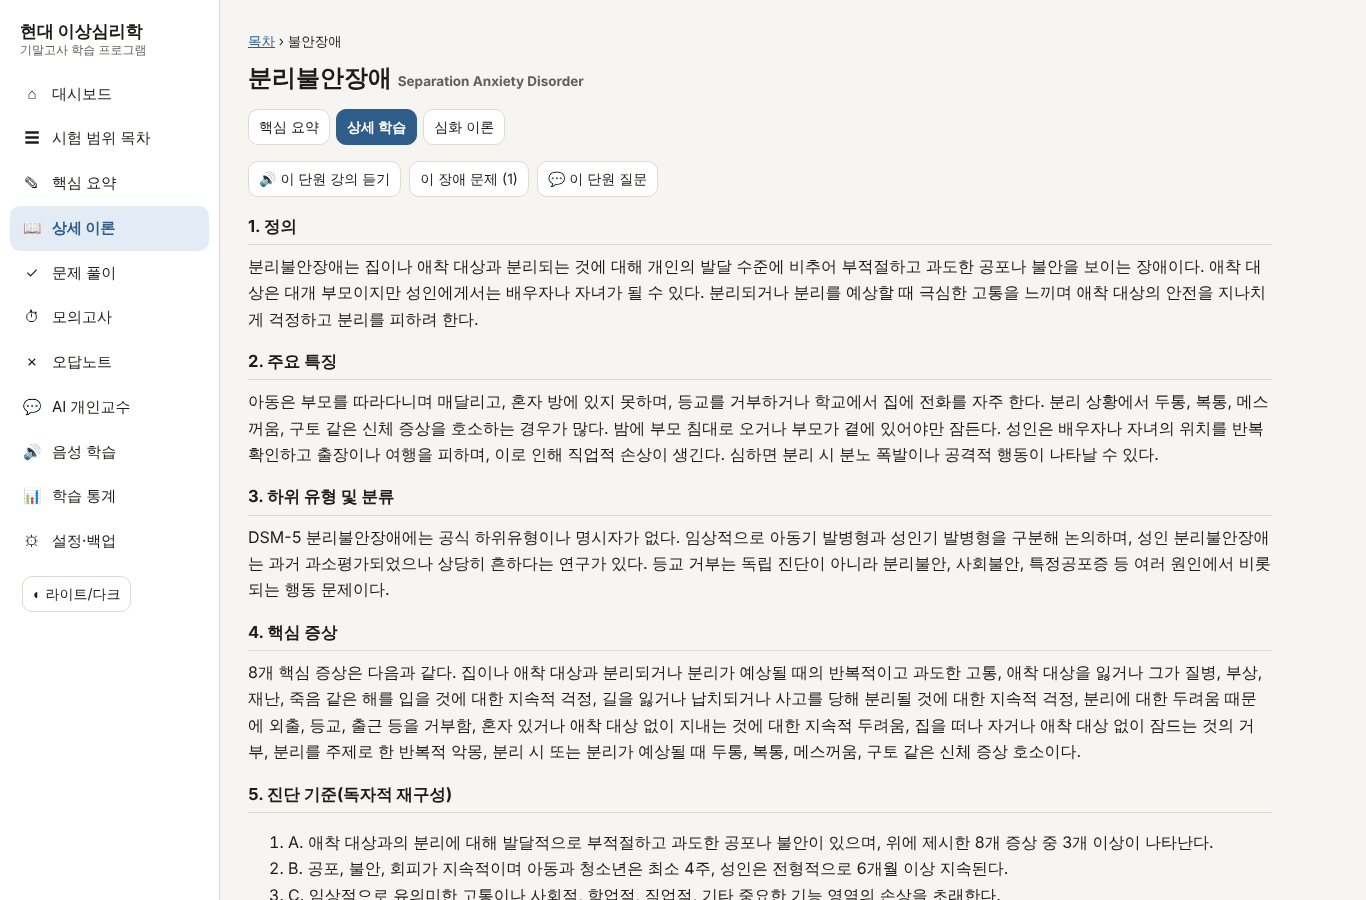 현대 이상심리학
기말고사 학습 프로그램
대시보드
시험 범위 목차
핵심 요약
상세 이론
문제 풀이
모의고사
오답노트
AI 개인교수
음성 학습
학습 통계
설정·백업
라이트/다크
목차 › 불안장애
분리불안장애 Separation Anxiety Disorder
핵심 요약 상세 학습 심화 이론
이 단원 강의 듣기 이 장애 문제 (1) 이 단원 질문
1. 정의
분리불안장애는 집이나 애착 대상과 분리되는 것에 대해 개인의 발달 수준에 비추어 부적절하고 과도한 공포나 불안을 보이는 장애이다. 애착 대
상은 대개 부모이지만 성인에게서는 배우자나 자녀가 될 수 있다. 분리되거나 분리를 예상할 때 극심한 고통을 느끼며 애착 대상의 안전을 지나치
게 걱정하고 분리를 피하려 한다.
2. 주요 특징
아동은 부모를 따라다니며 매달리고, 혼자 방에 있지 못하며, 등교를 거부하거나 학교에서 집에 전화를 자주 한다. 분리 상황에서 두통, 복통, 메스
꺼움, 구토 같은 신체 증상을 호소하는 경우가 많다. 밤에 부모 침대로 오거나 부모가 곁에 있어야만 잠든다. 성인은 배우자나 자녀의 위치를 반복
확인하고 출장이나 여행을 피하며, 이로 인해 직업적 손상이 생긴다. 심하면 분리 시 분노 폭발이나 공격적 행동이 나타날 수 있다.
3. 하위 유형 및 분류
DSM-5 분리불안장애에는 공식 하위유형이나 명시자가 없다. 임상적으로 아동기 발병형과 성인기 발병형을 구분해 논의하며, 성인 분리불안장애
는 과거 과소평가되었으나 상당히 흔하다는 연구가 있다. 등교 거부는 독립 진단이 아니라 분리불안, 사회불안, 특정공포증 등 여러 원인에서 비롯
되는 행동 문제이다.
4. 핵심 증상
8개 핵심 증상은 다음과 같다. 집이나 애착 대상과 분리되거나 분리가 예상될 때의 반복적이고 과도한 고통, 애착 대상을 잃거나 그가 질병, 부상,
재난, 죽음 같은 해를 입을 것에 대한 지속적 걱정, 길을 잃거나 납치되거나 사고를 당해 분리될 것에 대한 지속적 걱정, 분리에 대한 두려움 때문
에 외출, 등교, 출근 등을 거부함, 혼자 있거나 애착 대상 없이 지내는 것에 대한 지속적 두려움, 집을 떠나 자거나 애착 대상 없이 잠드는 것의 거
부, 분리를 주제로 한 반복적 악몽, 분리 시 또는 분리가 예상될 때 두통, 복통, 메스꺼움, 구토 같은 신체 증상 호소이다.
5. 진단 기준(독자적 재구성)
1. A. 애착 대상과의 분리에 대해 발달적으로 부적절하고 과도한 공포나 불안이 있으며, 위에 제시한 8개 증상 중 3개 이상이 나타난다.
2. B. 공포, 불안, 회피가 지속적이며 아동과 청소년은 최소 4주, 성인은 전형적으로 6개월 이상 지속된다.
3. C. 임상적으로 유의미한 고통이나 사회적, 학업적, 직업적, 기타 중요한 기능 영역의 손상을 초래한다.